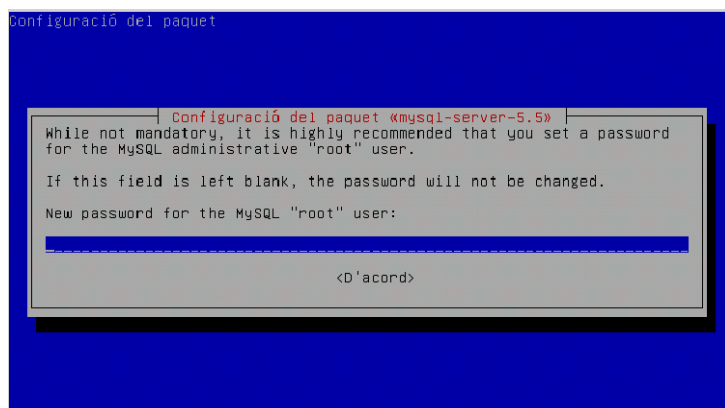 Configuració del paquet
Configuració del paquet «mysql-server-5.5»
While not mandatory, it is highly recommended that you set a password
for the MySQL administrative "root" user.
If this field is left blank, the password will not be changed.
New password for the MySQL "root" user:
<D'acord>